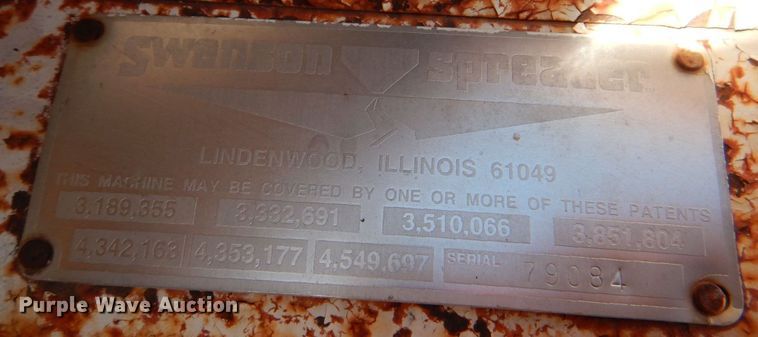 Swanson Spreader
LINDENWOOD, ILLINOIS 61049
THIS MACHINE MAY BE COVERED BY ONE OR MORE OF THESE PATENTS
3,189,355 3,332,691 3,510,066 3,851,804
4,342,163 4,353,177 4,549,697 SERIAL 79084
Purple Wave Auction